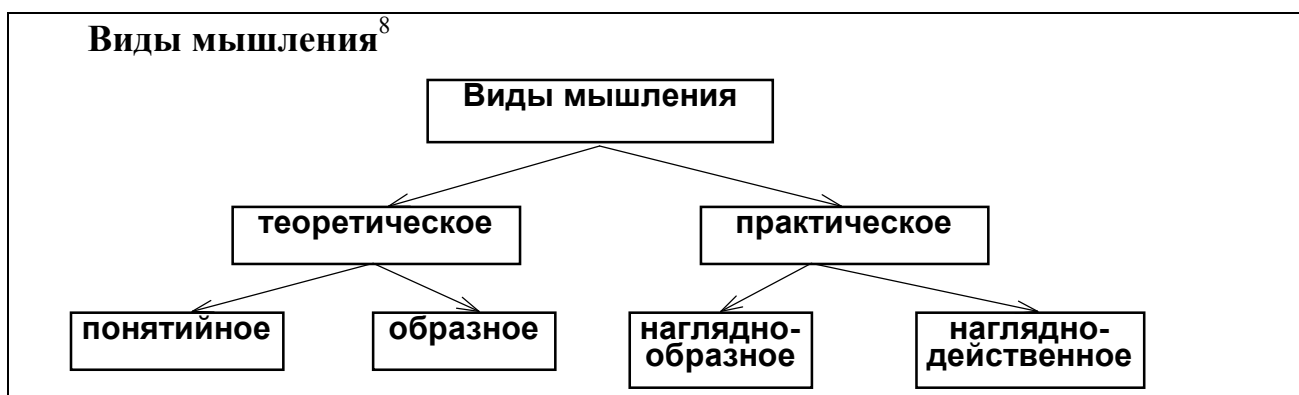 Виды мышления⁸
Виды мышления
теоретическое
практическое
понятийное
образное
наглядно-
образное
наглядно-
действенное